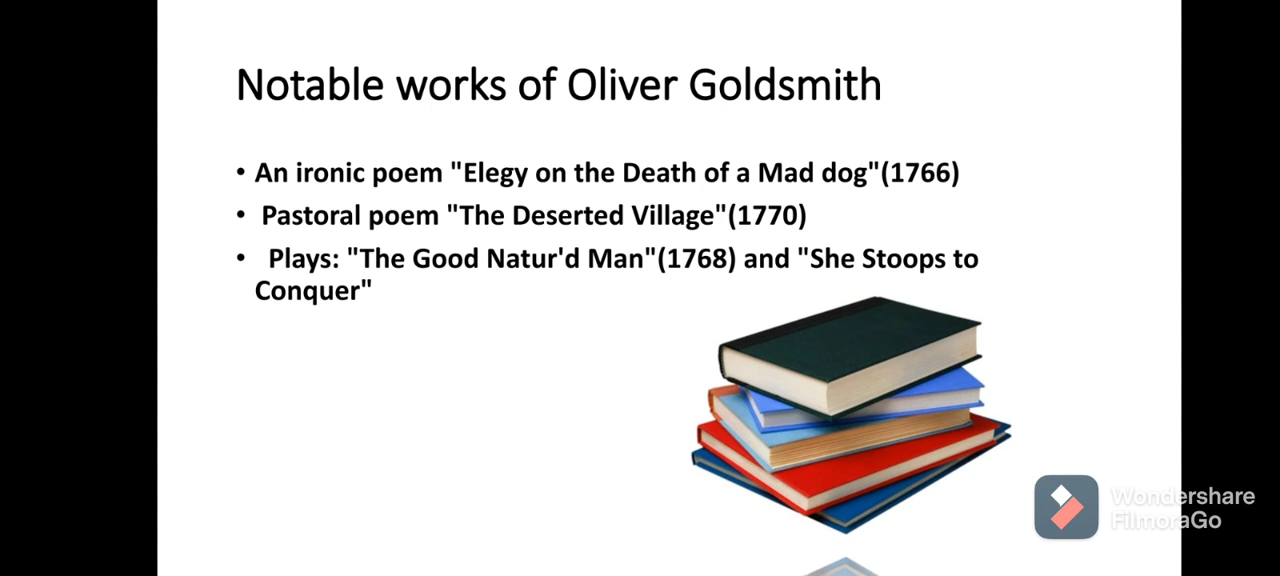 Notable works of Oliver Goldsmith
• An ironic poem "Elegy on the Death of a Mad dog"(1766)
• Pastoral poem "The Deserted Village"(1770)
• Plays: "The Good Natur'd Man"(1768) and "She Stoops to
Conquer"
Wondershare
FilmoraGo